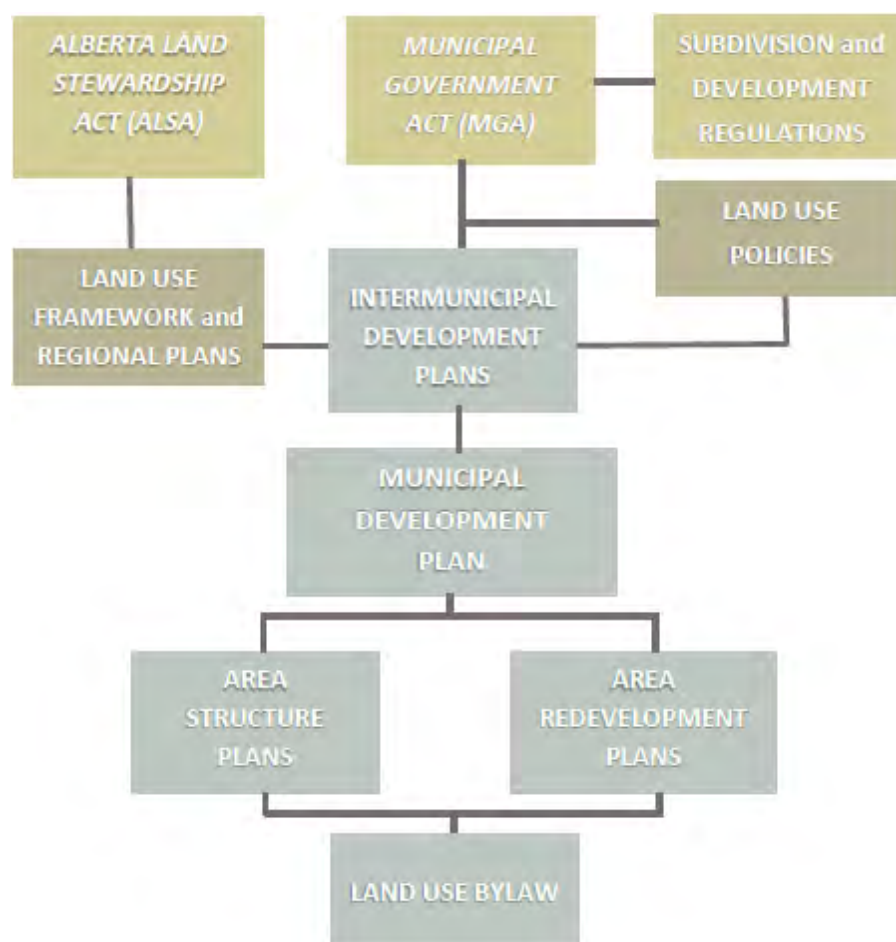 ALBERTA LAND
STEWARDSHIP
ACT (ALSA)
MUNICIPAL
GOVERNMENT
ACT (MGA)
SUBDIVISION and
DEVELOPMENT
REGULATIONS
LAND USE
POLICIES
LAND USE
FRAMEWORK and
REGIONAL PLANS
INTERMUNICIPAL
DEVELOPMENT
PLANS
MUNICIPAL
DEVELOPMENT
PLAN
AREA
STRUCTURE
PLANS
AREA
REDEVELOPMENT
PLANS
LAND USE BYLAW